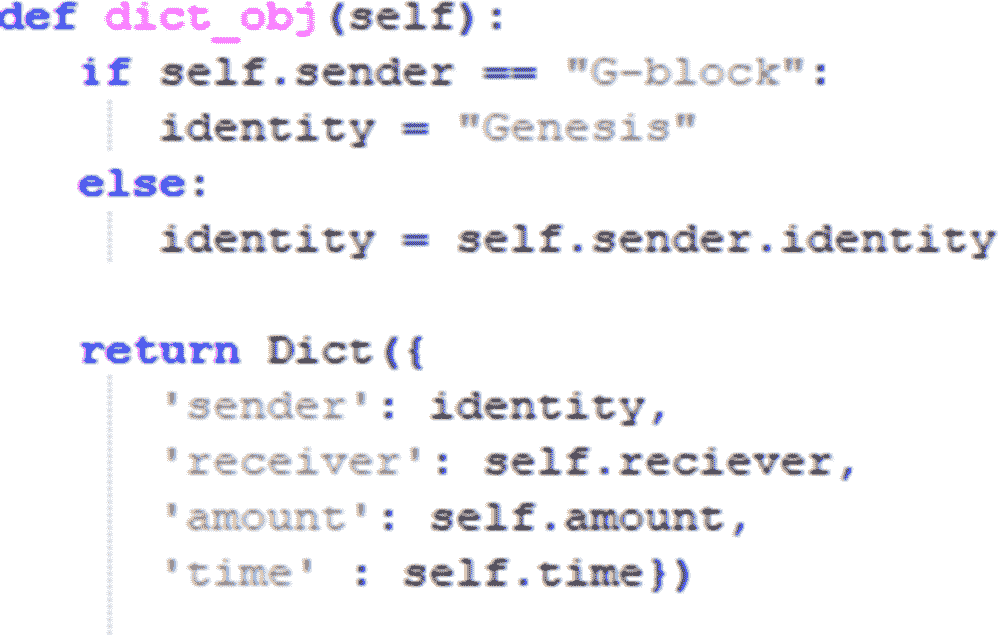 def dict_obj(self):
    if self.sender == "G-block":
        identity = "Genesis"
    else:
        identity = self.sender.identity
    return Dict({
        'sender': identity,
        'receiver': self.reciever,
        'amount': self.amount,
        'time' : self.time})